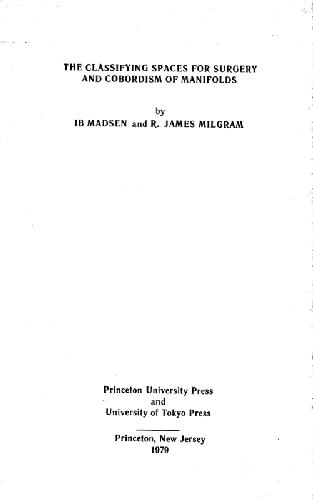 THE CLASSIFYING SPACES FOR SURGERY
AND COBORDISM OF MANIFOLDS
by
IB MADSEN and R. JAMES MILGRAM
Princeton University Press
and
University of Tokyo Press
Princeton, New Jersey
1979